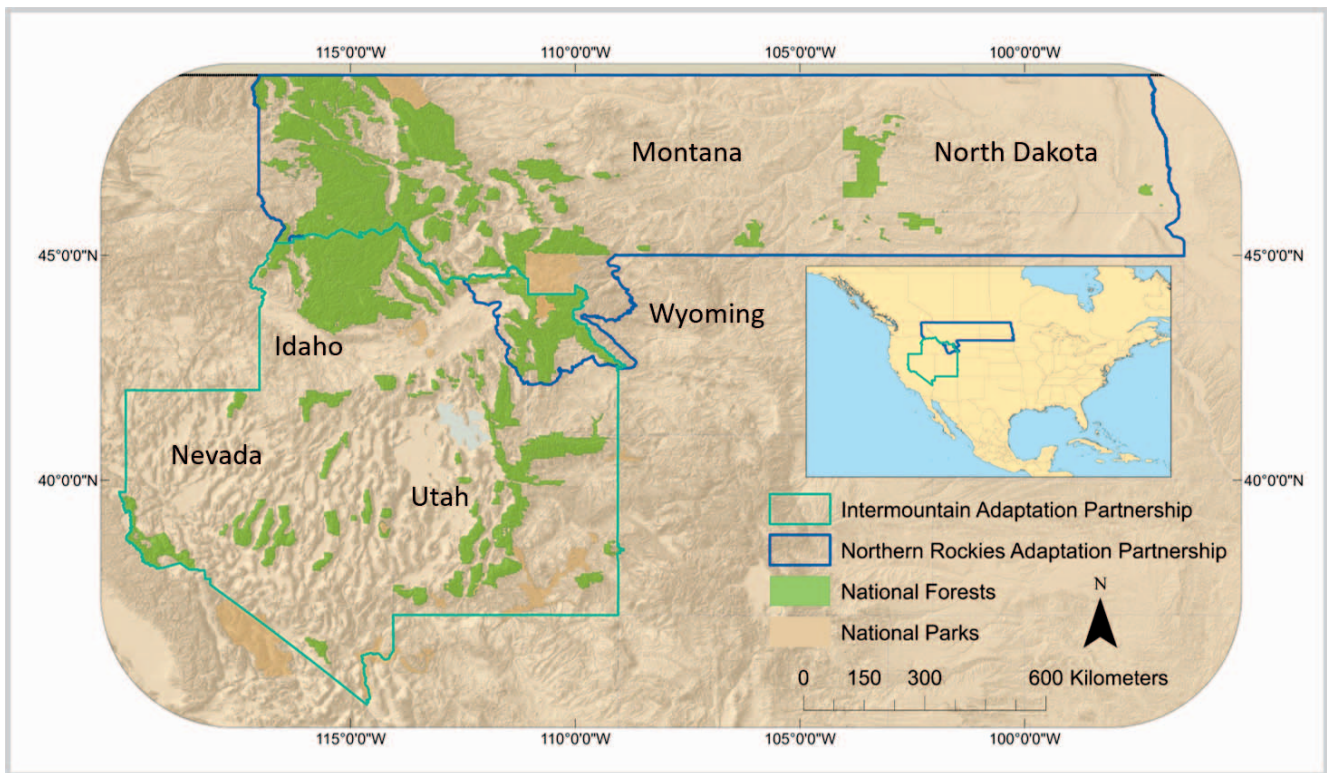 115°0'0"W 110°0'0"W 105°0'0"W 100°0'0"W
Montana
North Dakota
45°0'0"N
45°0'0"N
Wyoming
Idaho
Nevada
Utah
40°0'0"N
40°0'0"N
Intermountain Adaptation Partnership
Northern Rockies Adaptation Partnership
National Forests
National Parks
N
0 150 300 600 Kilometers
115°0'0"W 110°0'0"W 105°0'0"W 100°0'0"W